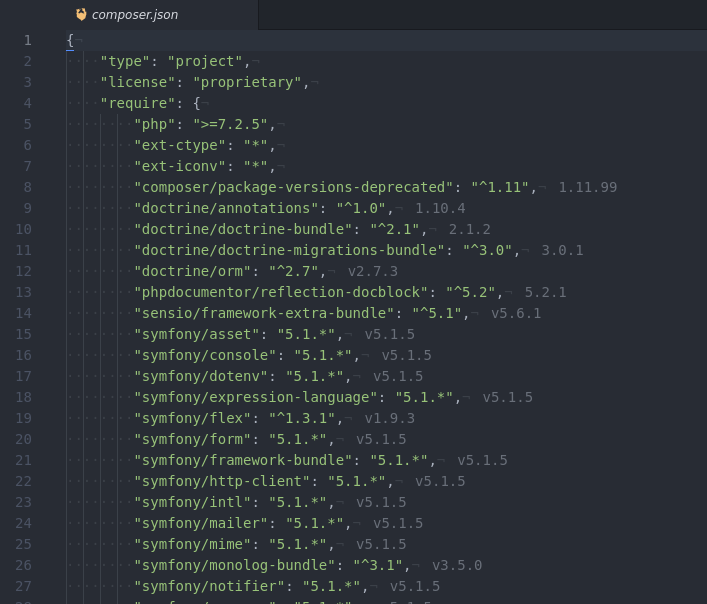 composer.json
1 {
2 "type": "project",
3 "license": "proprietary",
4 "require": {
5 "php": ">=7.2.5",
6 "ext-ctype": "*",
7 "ext-iconv": "*",
8 "composer/package-versions-deprecated": "^1.11", 1.11.99
9 "doctrine/annotations": "^1.0", 1.10.4
10 "doctrine/doctrine-bundle": "^2.1", 2.1.2
11 "doctrine/doctrine-migrations-bundle": "^3.0", 3.0.1
12 "doctrine/orm": "^2.7", v2.7.3
13 "phpdocumentor/reflection-docblock": "^5.2", 5.2.1
14 "sensio/framework-extra-bundle": "^5.1", v5.6.1
15 "symfony/asset": "5.1.*", v5.1.5
16 "symfony/console": "5.1.*", v5.1.5
17 "symfony/dotenv": "5.1.*", v5.1.5
18 "symfony/expression-language": "5.1.*", v5.1.5
19 "symfony/flex": "^1.3.1", v1.9.3
20 "symfony/form": "5.1.*", v5.1.5
21 "symfony/framework-bundle": "5.1.*", v5.1.5
22 "symfony/http-client": "5.1.*", v5.1.5
23 "symfony/intl": "5.1.*", v5.1.5
24 "symfony/mailer": "5.1.*", v5.1.5
25 "symfony/mime": "5.1.*", v5.1.5
26 "symfony/monolog-bundle": "^3.1", v3.5.0
27 "symfony/notifier": "5.1.*", v5.1.5